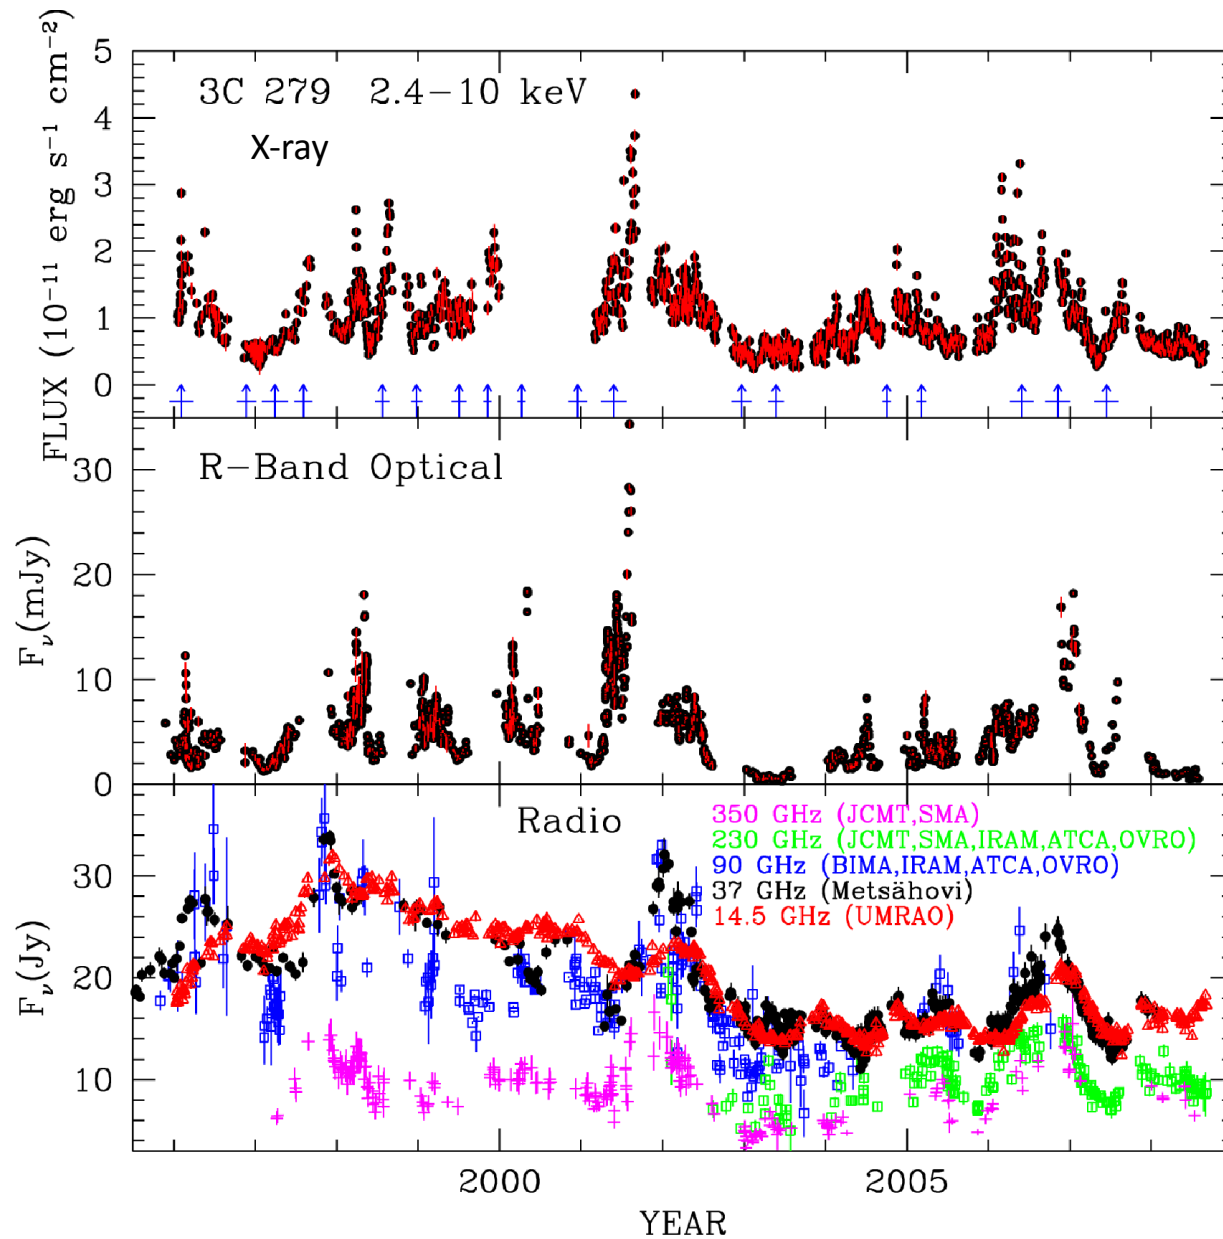 3C 279 2.4−10 keV
X-ray
FLUX (10⁻¹¹ erg s⁻¹ cm⁻²)
5
4
3
2
1
0
R−Band Optical
Fν(mJy)
30
20
10
0
Radio
350 GHz (JCMT,SMA)
230 GHz (JCMT,SMA,IRAM,ATCA,OVRO)
90 GHz (BIMA,IRAM,ATCA,OVRO)
37 GHz (Metsähovi)
14.5 GHz (UMRAO)
Fν(Jy)
30
20
10
2000
2005
YEAR